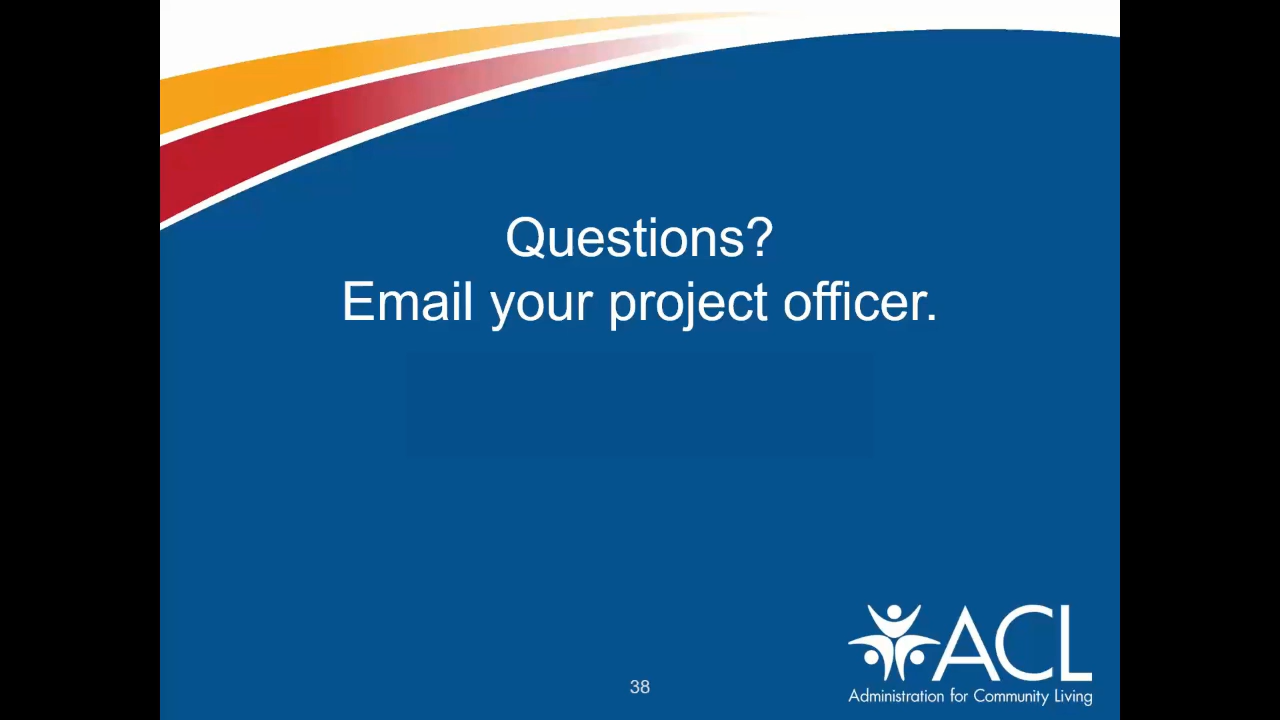 Questions?
Email your project officer.
ACL
Administration for Community Living
38